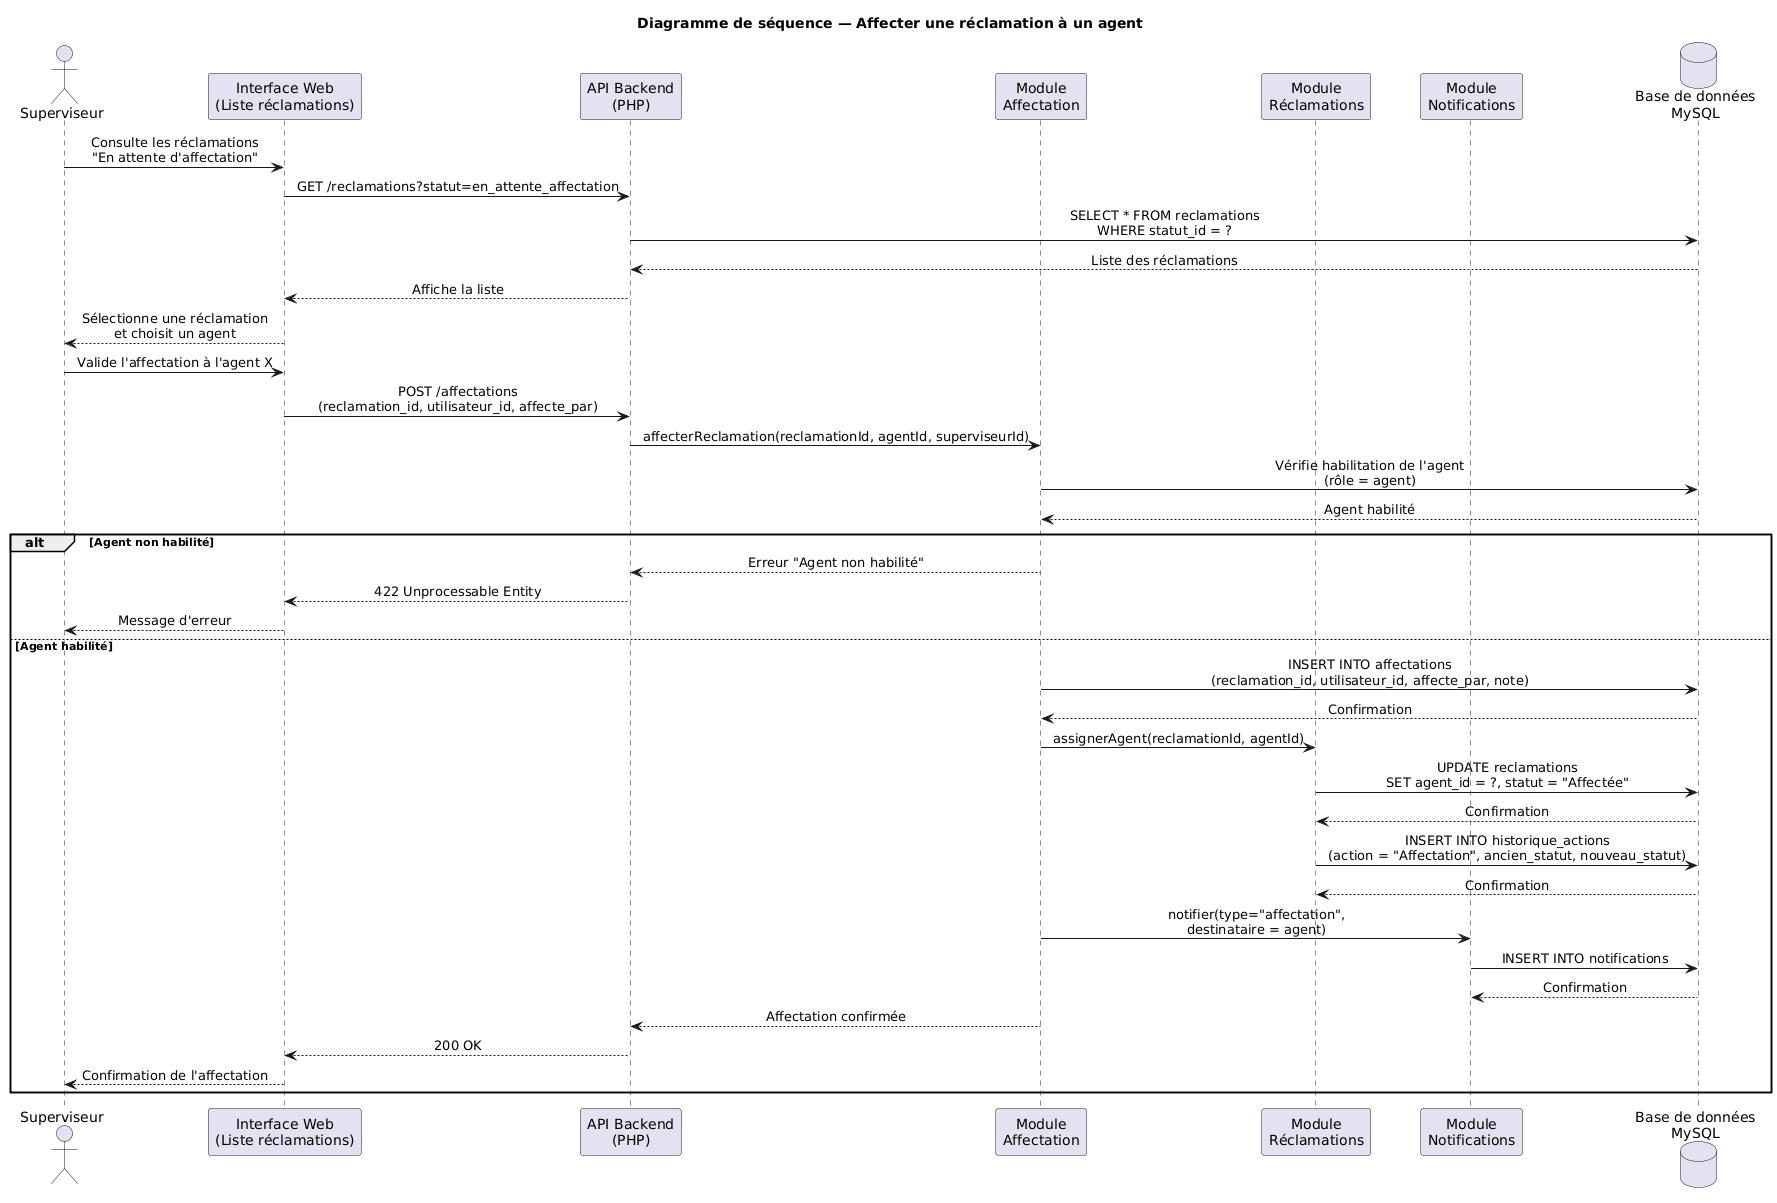 Diagramme de séquence — Affecter une réclamation à un agent
Superviseur
Interface Web
(Liste réclamations)
API Backend
(PHP)
Module
Affectation
Module
Réclamations
Module
Notifications
Base de données
MySQL
Consulte les réclamations
"En attente d'affectation"
GET /reclamations?statut=en_attente_affectation
SELECT * FROM reclamations
WHERE statut_id = ?
Liste des réclamations
Affiche la liste
Sélectionne une réclamation
et choisit un agent
Valide l'affectation à l'agent X
POST /affectations
(reclamation_id, utilisateur_id, affecte_par)
affecterReclamation(reclamationId, agentId, superviseurId)
Vérifie habilitation de l'agent
(rôle = agent)
Agent habilité
alt
[Agent non habilité]
Erreur "Agent non habilité"
422 Unprocessable Entity
Message d'erreur
[Agent habilité]
INSERT INTO affectations
(reclamation_id, utilisateur_id, affecte_par, note)
Confirmation
assignerAgent(reclamationId, agentId)
UPDATE reclamations
SET agent_id = ?, statut = "Affectée"
Confirmation
INSERT INTO historique_actions
(action = "Affectation", ancien_statut, nouveau_statut)
Confirmation
notifier(type="affectation",
destinataire = agent)
INSERT INTO notifications
Confirmation
Affectation confirmée
200 OK
Confirmation de l'affectation
Superviseur
Interface Web
(Liste réclamations)
API Backend
(PHP)
Module
Affectation
Module
Réclamations
Module
Notifications
Base de données
MySQL